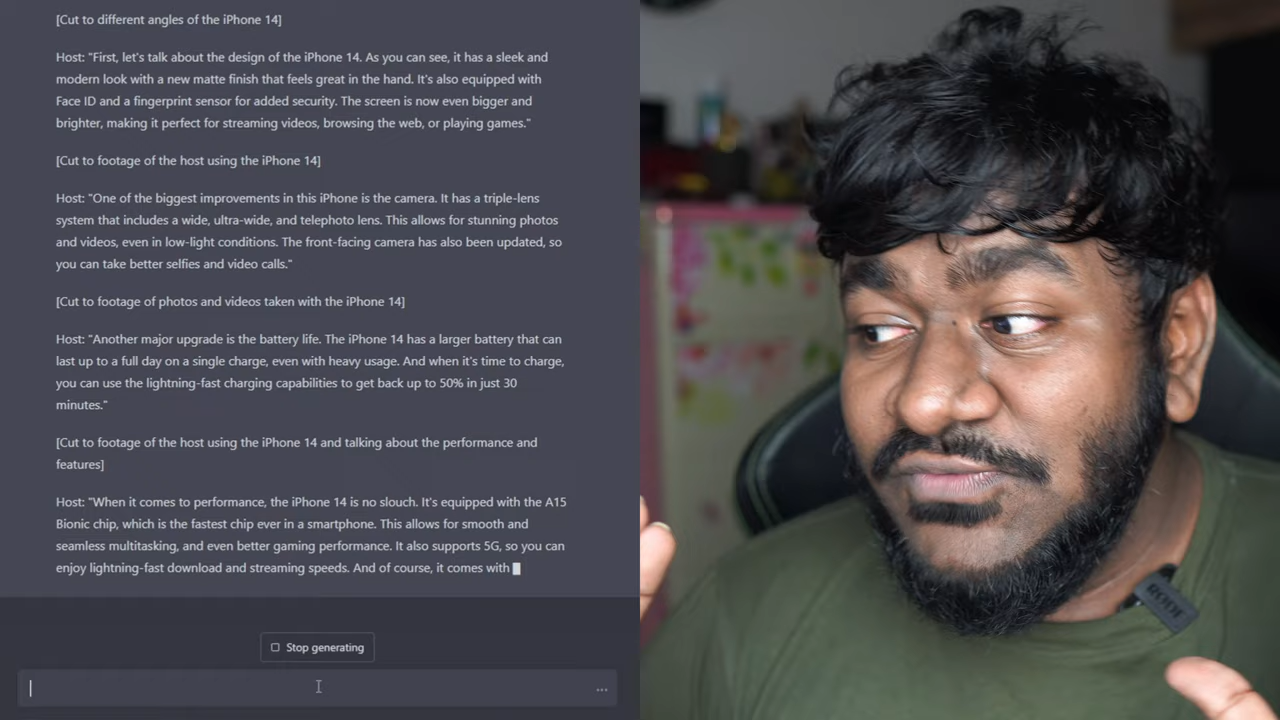 [Cut to different angles of the iPhone 14]
Host: "First, let's talk about the design of the iPhone 14. As you can see, it has a sleek and
modern look with a new matte finish that feels great in the hand. It's also equipped with
Face ID and a fingerprint sensor for added security. The screen is now even bigger and
brighter, making it perfect for streaming videos, browsing the web, or playing games."
[Cut to footage of the host using the iPhone 14]
Host: "One of the biggest improvements in this iPhone is the camera. It has a triple-lens
system that includes a wide, ultra-wide, and telephoto lens. This allows for stunning photos
and videos, even in low-light conditions. The front-facing camera has also been updated, so
you can take better selfies and video calls."
[Cut to footage of photos and videos taken with the iPhone 14]
Host: "Another major upgrade is the battery life. The iPhone 14 has a larger battery that can
last up to a full day on a single charge, even with heavy usage. And when it's time to charge,
you can use the lightning-fast charging capabilities to get back up to 50% in just 30
minutes."
[Cut to footage of the host using the iPhone 14 and talking about the performance and
features]
Host: "When it comes to performance, the iPhone 14 is no slouch. It's equipped with the A15
Bionic chip, which is the fastest chip ever in a smartphone. This allows for smooth and
seamless multitasking, and even better gaming performance. It also supports 5G, so you can
enjoy lightning-fast download and streaming speeds. And of course, it comes with
Stop generating
RODE